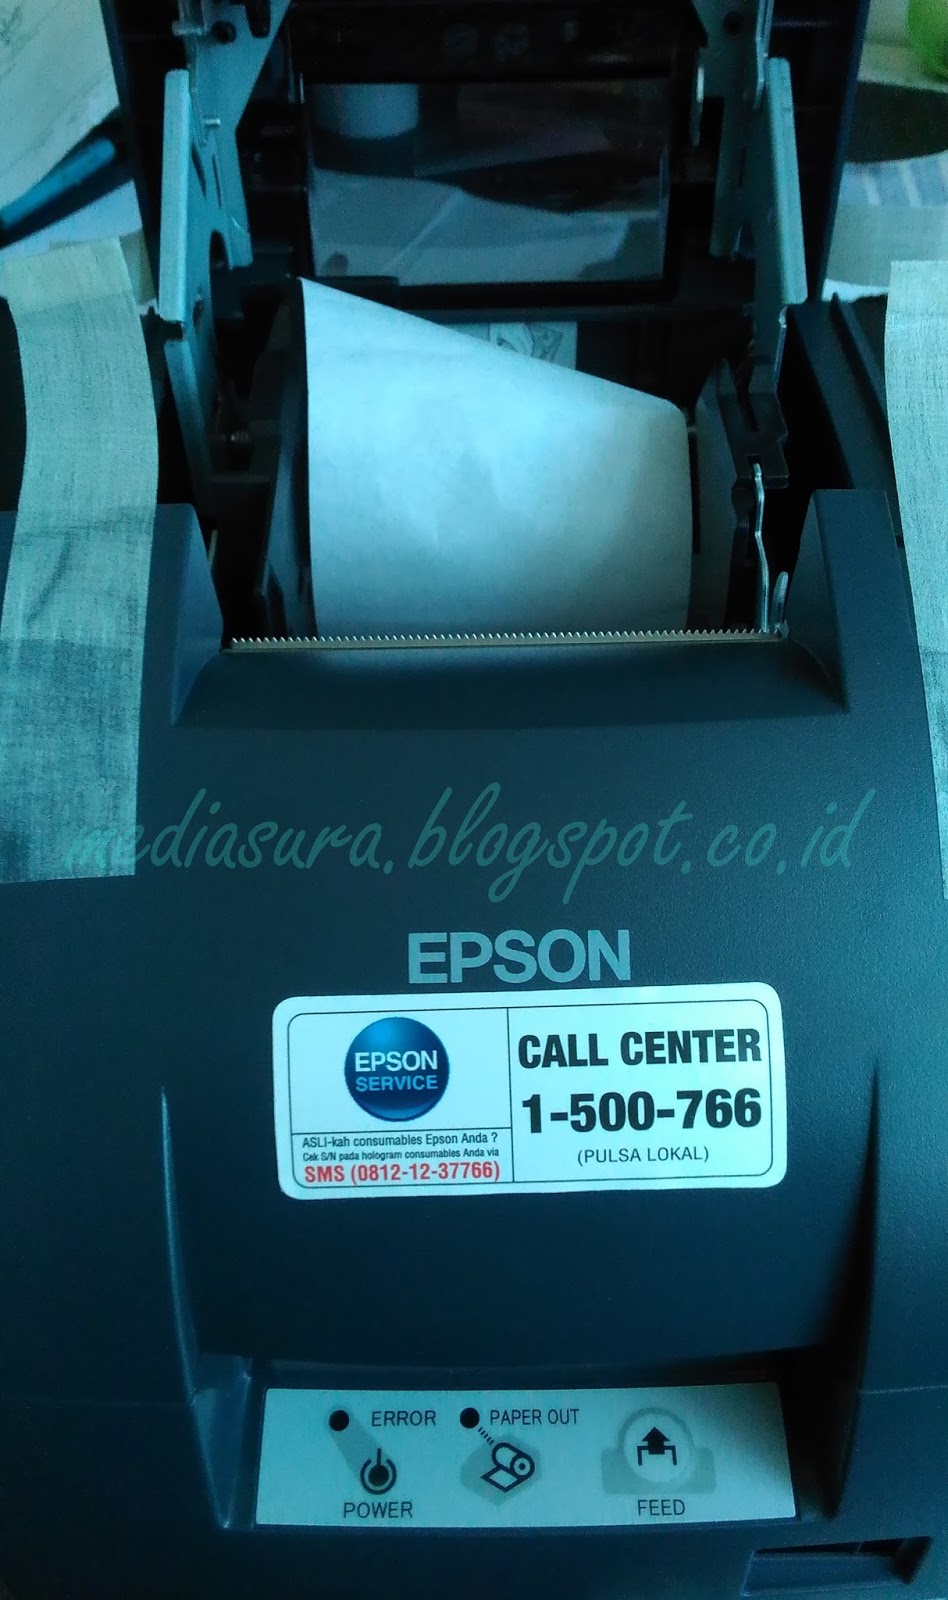 mediasura.blogspot.co.id
EPSON
EPSON
SERVICE
ASLI-kah consumables Epson Anda ?
Cek S/N pada hologram consumables Anda via
SMS (0812-12-37766)
CALL CENTER
1-500-766
(PULSA LOKAL)
ERROR
PAPER OUT
POWER
FEED